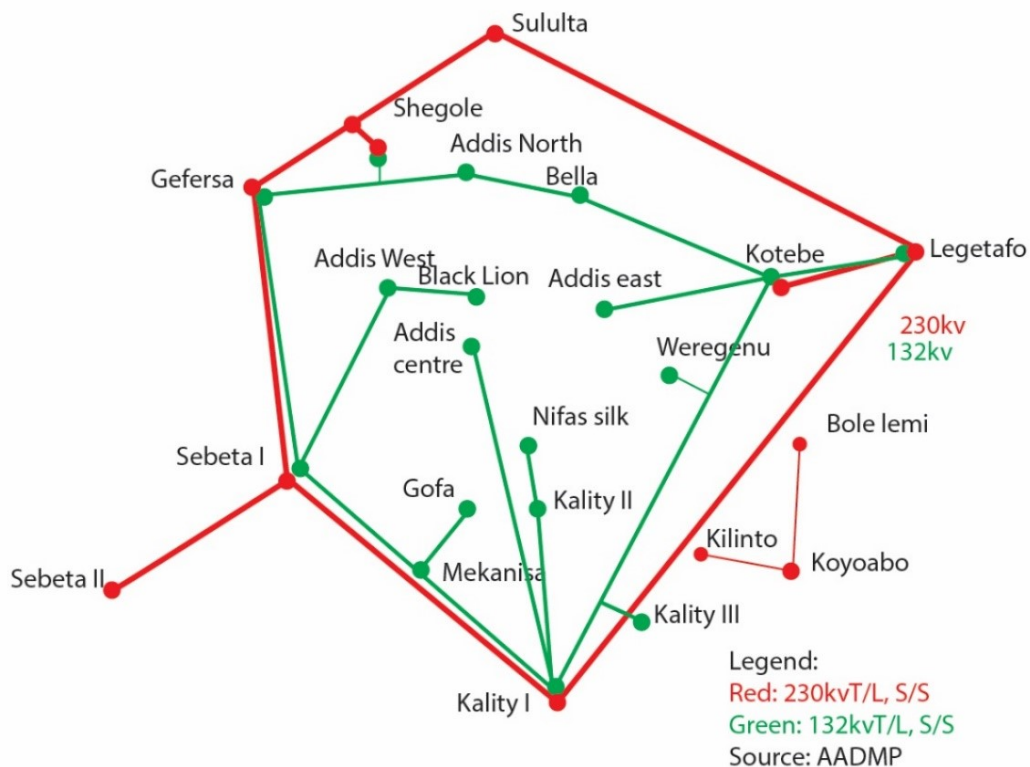 Sululta
Shegole
Addis North
Gefersa
Bella
Addis West
Black Lion
Addis east
Kotebe
Legetafo
230kv
132kv
Addis
centre
Weregenu
Nifas silk
Bole lemi
Sebeta I
Gofa
Kality II
Kilinto
Koyoabo
Sebeta II
Mekanisa
Kality III
Kality I
Legend:
Red: 230kvT/L, S/S
Green: 132kvT/L, S/S
Source: AADMP